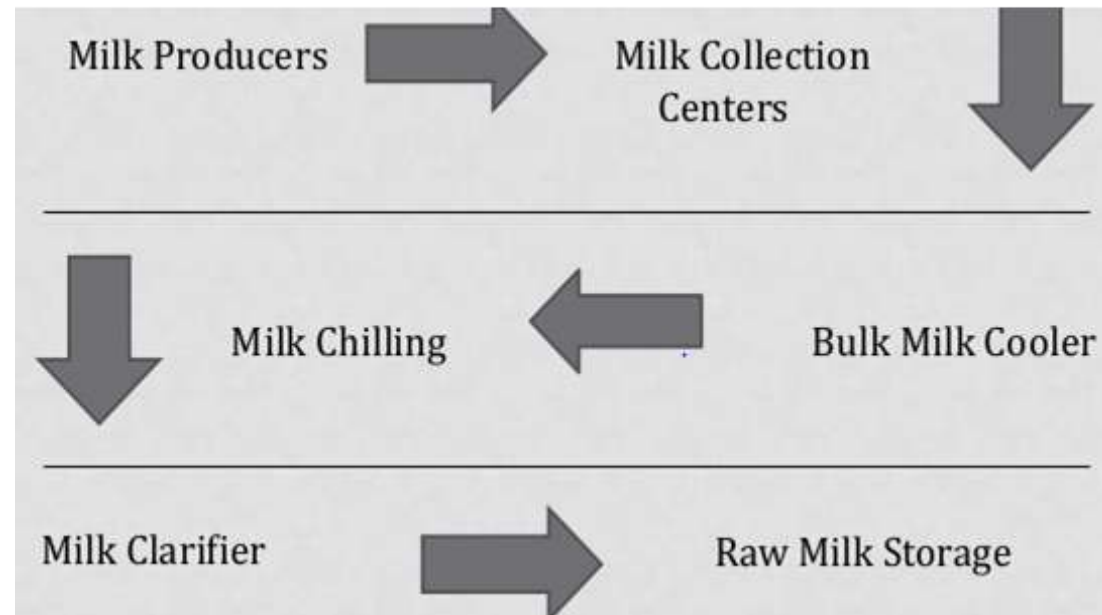 Milk Producers
Milk Collection
Centers
Milk Chilling
Bulk Milk Cooler
Milk Clarifier
Raw Milk Storage